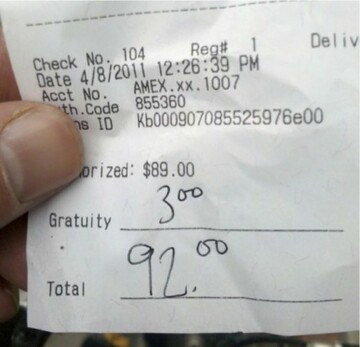 Check No. 104 Reg# 1 Deliv
Date 4/8/2011 12:26:39 PM
Acct No. AMEX.xx.1007
th.Code 855360
s ID Kb000907085525976e00
orized: $89.00
Gratuity 3 00
Total 92.00